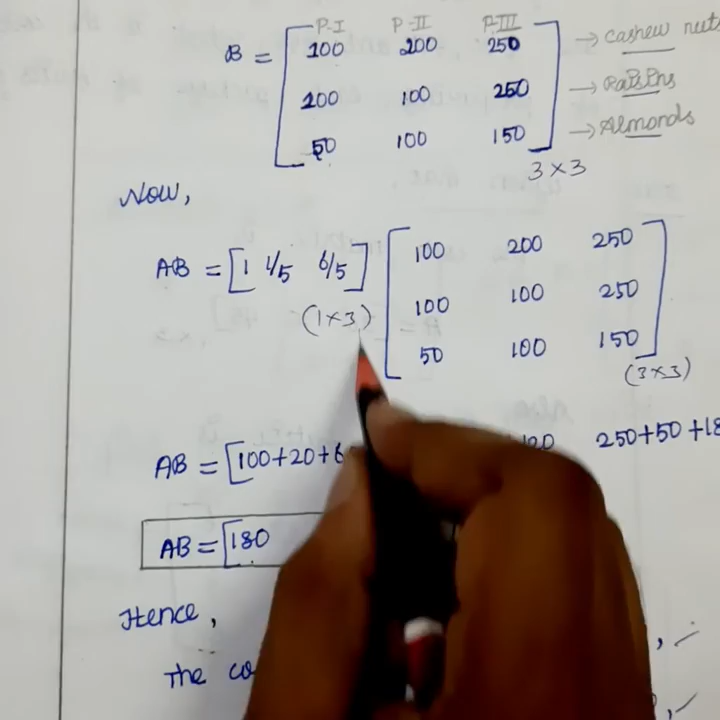 P-I P-II P-III
B = [ 100 200 250 → cashew nuts
200 100 250 → Raisins
50 100 150 ] → Almonds
3 × 3
Now,
AB = [1 1/5 6/5] [ 100 200 250
(1×3) 100 100 250
50 100 150 ]
(3×3)
AB = [100+20+6 120 250+50+18
AB = [180
Hence,
The co